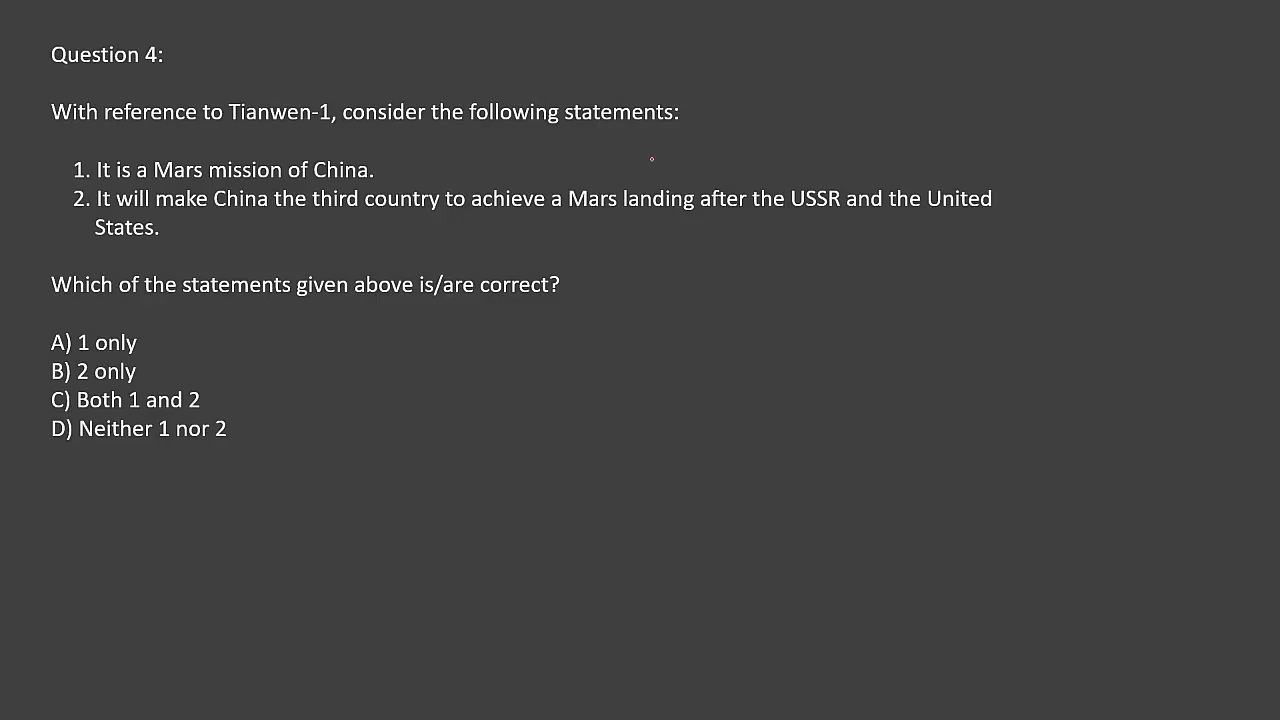 Question 4:
With reference to Tianwen-1, consider the following statements:
1. It is a Mars mission of China.
2. It will make China the third country to achieve a Mars landing after the USSR and the United
States.
Which of the statements given above is/are correct?
A) 1 only
B) 2 only
C) Both 1 and 2
D) Neither 1 nor 2